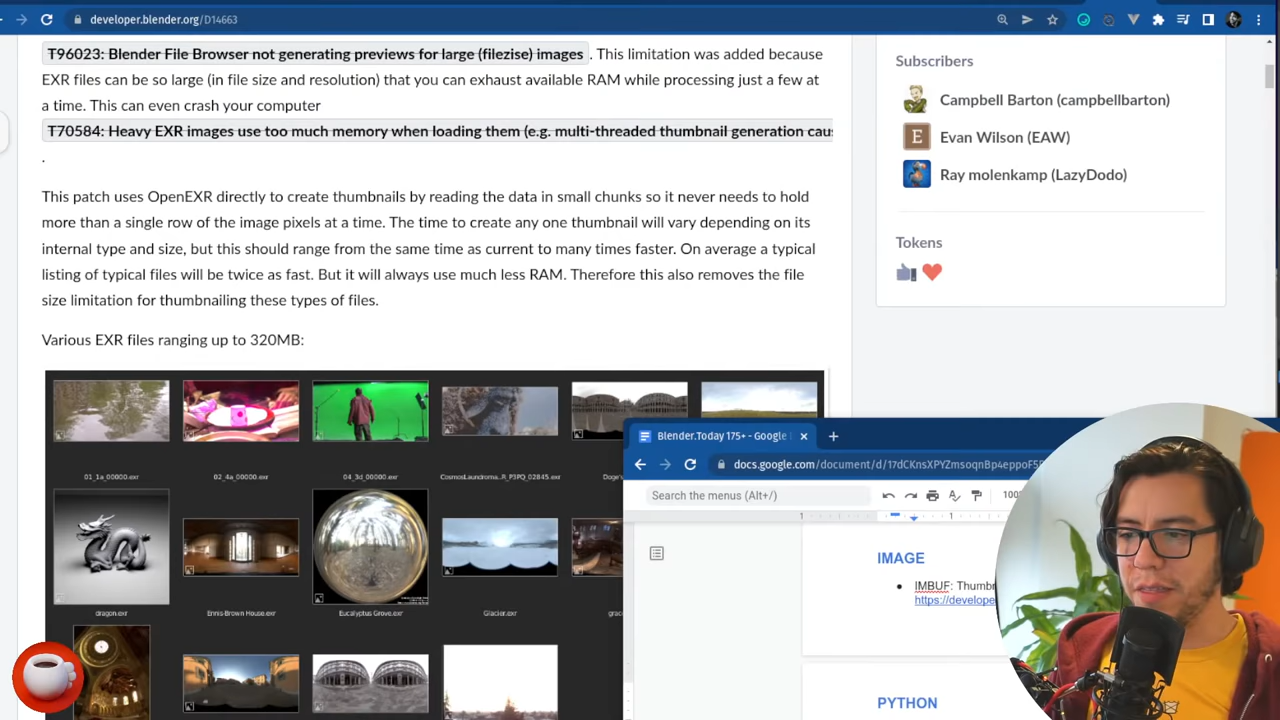 developer.blender.org/D14663
T96023: Blender File Browser not generating previews for large (filezise) images . This limitation was added because
EXR files can be so large (in file size and resolution) that you can exhaust available RAM while processing just a few at
a time. This can even crash your computer
T70584: Heavy EXR images use too much memory when loading them (e.g. multi-threaded thumbnail generation cau
.
This patch uses OpenEXR directly to create thumbnails by reading the data in small chunks so it never needs to hold
more than a single row of the image pixels at a time. The time to create any one thumbnail will vary depending on its
internal type and size, but this should range from the same time as current to many times faster. On average a typical
listing of typical files will be twice as fast. But it will always use much less RAM. Therefore this also removes the file
size limitation for thumbnailing these types of files.
Various EXR files ranging up to 320MB:
01_1a_00000.exr
02_4a_00000.exr
04_3d_00000.exr
CosmosLaundroma...R_P3PQ_02845.exr
Doge's
dragon.exr
Ennis-Brown House.exr
Eucalyptus Grove.exr
Glacier.exr
grac
Subscribers
Campbell Barton (campbellbarton)
E Evan Wilson (EAW)
Ray molenkamp (LazyDodo)
Tokens
Blender.Today 175+ - Google
docs.google.com/document/d/17dCKnsXPYZmsoqnBp4eppoF5
Search the menus (Alt+/)
100
1 1
IMAGE
IMBUF: Thumb
https://develope
PYTHON